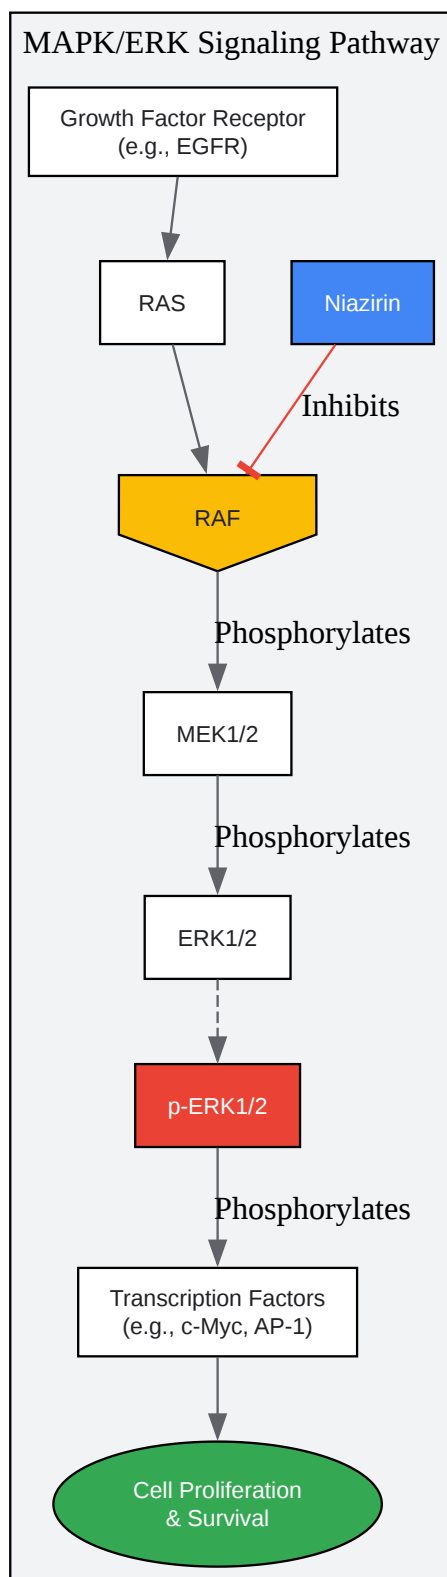 MAPK/ERK Signaling Pathway
Growth Factor Receptor
(e.g., EGFR)
RAS
Niazirin
Inhibits
RAF
Phosphorylates
MEK1/2
Phosphorylates
ERK1/2
p-ERK1/2
Phosphorylates
Transcription Factors
(e.g., c-Myc, AP-1)
Cell Proliferation
& Survival